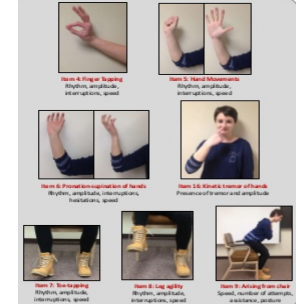 Item 4: Finger Tapping
Rhythm, amplitude,
interruptions, speed
Item 5: Hand Movements
Rhythm, amplitude,
interruptions, speed
Item 6: Pronation-supination of hands
Rhythm, amplitude, interruptions,
hesitations, speed
Item 16: Kinetic tremor of hands
Presence of tremor and amplitude
Item 7: Toe-tapping
Rhythm, amplitude,
interruptions, speed
Item 8: Leg agility
Rhythm, amplitude,
interruptions, speed
Item 9: Arising from chair
Speed, number of attempts,
assistance, posture